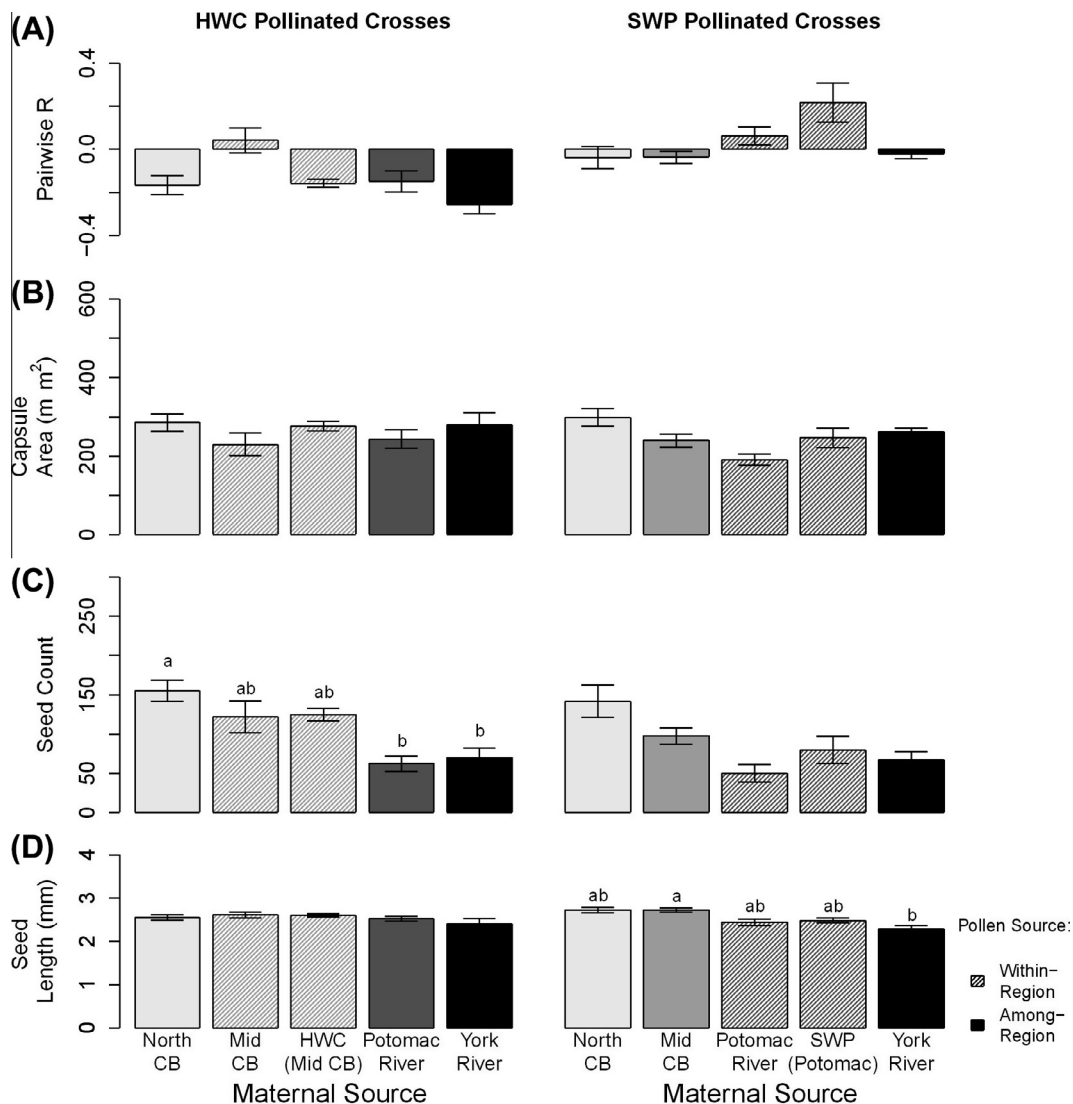 HWC Pollinated Crosses
SWP Pollinated Crosses
(A)
Pairwise R
0.4
0.0
−0.4
(B)
Capsule
Area (m m²)
600
400
200
0
(C)
Seed Count
250
150
50
0
a
ab
ab
b
b
(D)
Seed
Length (mm)
4
3
2
1
0
ab
a
ab
ab
b
Pollen Source:
Within−
Region
Among−
Region
North
CB
Mid
CB
HWC
(Mid CB)
Potomac
River
York
River
North
CB
Mid
CB
Potomac
River
SWP
(Potomac)
York
River
Maternal Source
Maternal Source